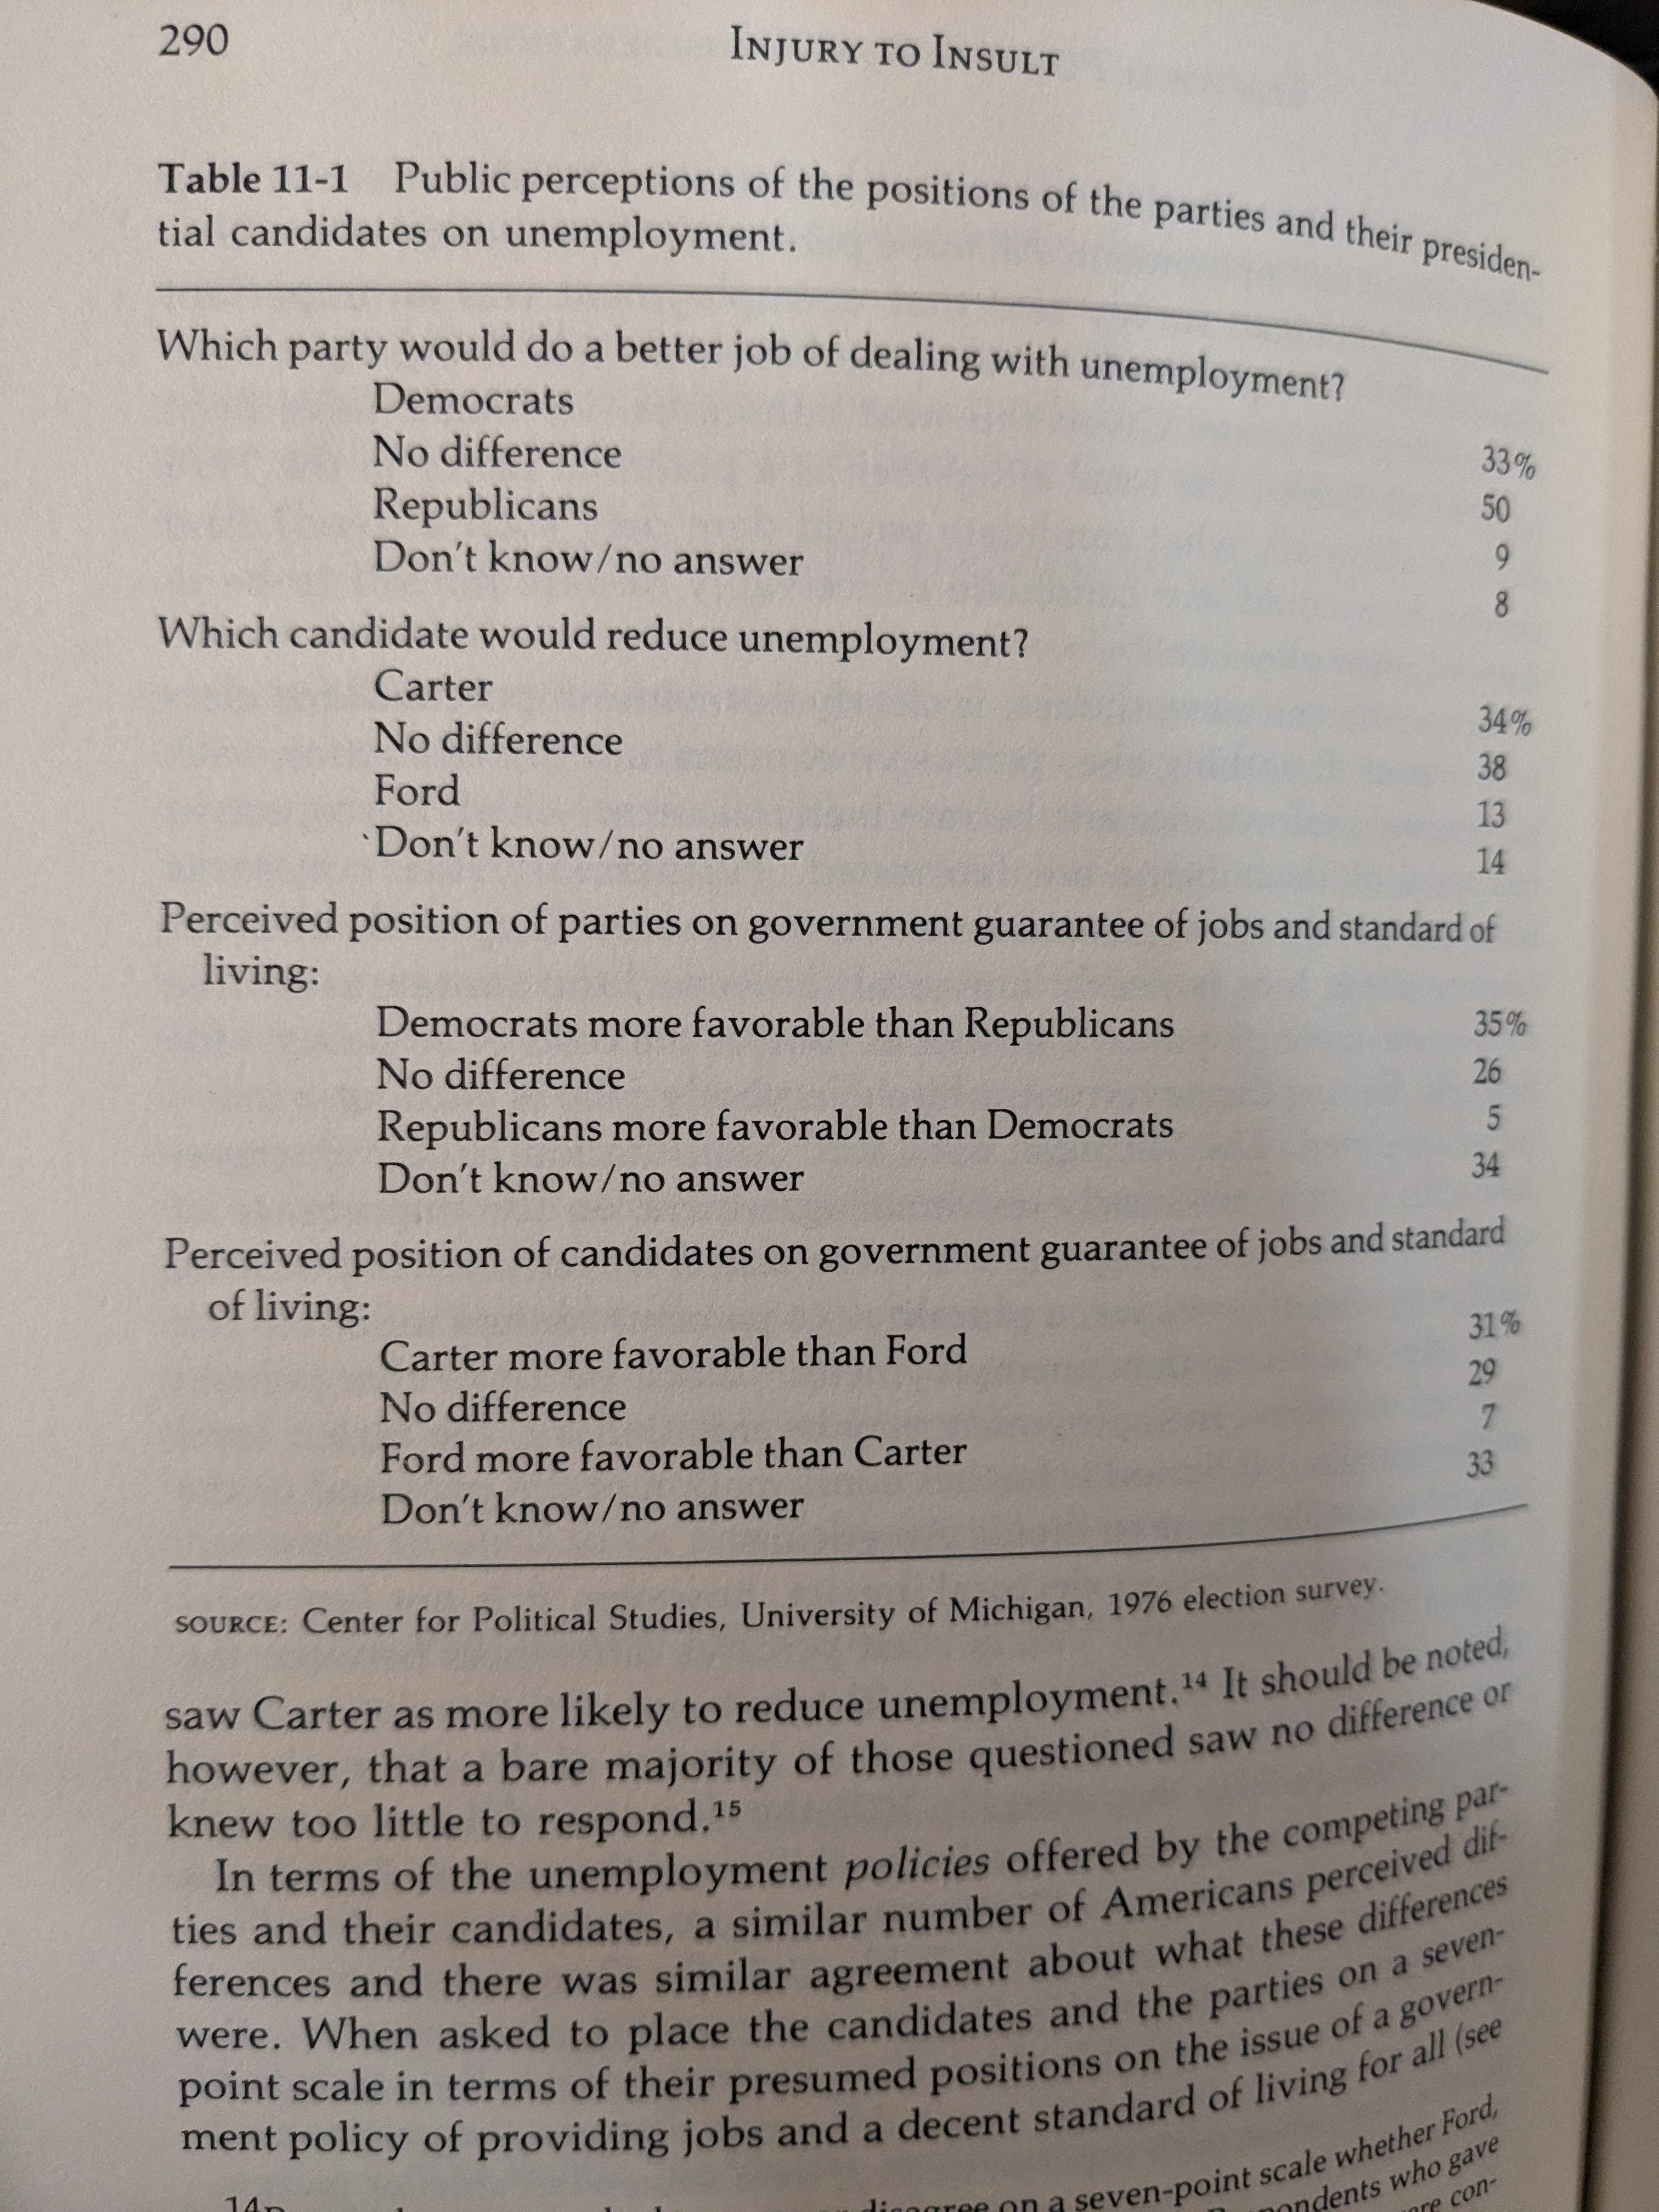 290 INJURY TO INSULT
Table 11-1 Public perceptions of the positions of the parties and their presiden-
tial candidates on unemployment.
Which party would do a better job of dealing with unemployment?
Democrats 33%
No difference 50
Republicans 9
Don't know/no answer 8
Which candidate would reduce unemployment?
Carter 34%
No difference 38
Ford 13
Don't know/no answer 14
Perceived position of parties on government guarantee of jobs and standard of
living:
Democrats more favorable than Republicans 35%
No difference 26
Republicans more favorable than Democrats 5
Don't know/no answer 34
Perceived position of candidates on government guarantee of jobs and standard
of living:
Carter more favorable than Ford 31%
No difference 29
Ford more favorable than Carter 7
Don't know/no answer 33
SOURCE: Center for Political Studies, University of Michigan, 1976 election survey.
saw Carter as more likely to reduce unemployment.¹⁴ It should be noted,
however, that a bare majority of those questioned saw no difference or
knew too little to respond.¹⁵
In terms of the unemployment policies offered by the competing par-
ties and their candidates, a similar number of Americans perceived dif-
ferences and there was similar agreement about what these differences
were. When asked to place the candidates and the parties on a seven-
point scale in terms of their presumed positions on the issue of a govern-
ment policy of providing jobs and a decent standard of living for all (see
disagree on a seven-point scale whether Ford,
who gave
con-